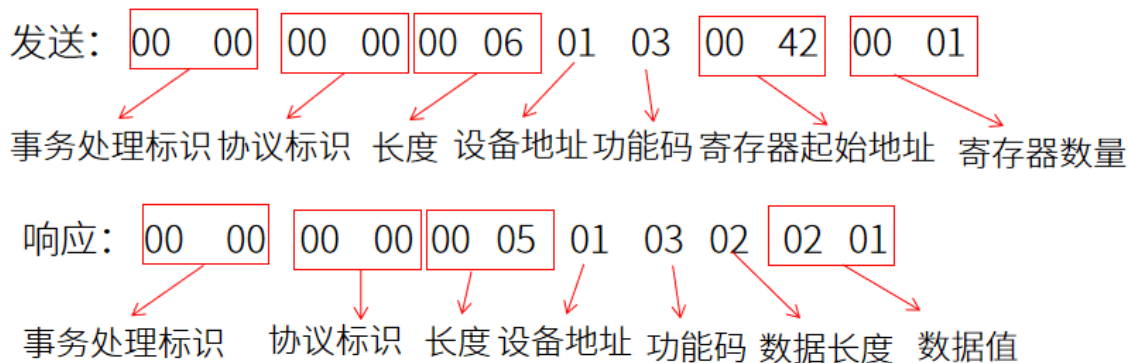 发送： 00 00 00 00 00 06 01 03 00 42 00 01
事务处理标识 协议标识 长度 设备地址 功能码 寄存器起始地址 寄存器数量
响应： 00 00 00 00 00 05 01 03 02 02 01
事务处理标识 协议标识 长度 设备地址 功能码 数据长度 数据值